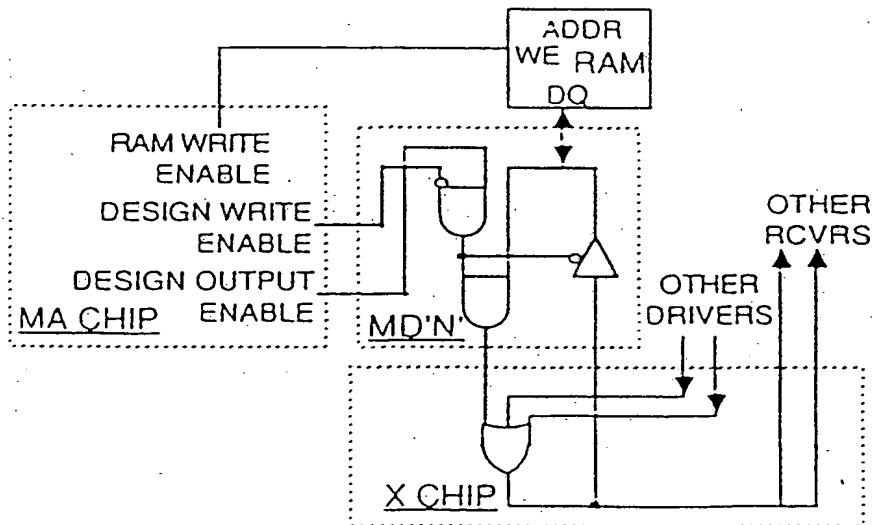 ADDR
WE RAM
DQ
RAM WRITE
ENABLE
DESIGN WRITE
ENABLE
DESIGN OUTPUT
ENABLE
MA CHIP
MD'N'
OTHER
RCVRS
OTHER
DRIVERS
X CHIP